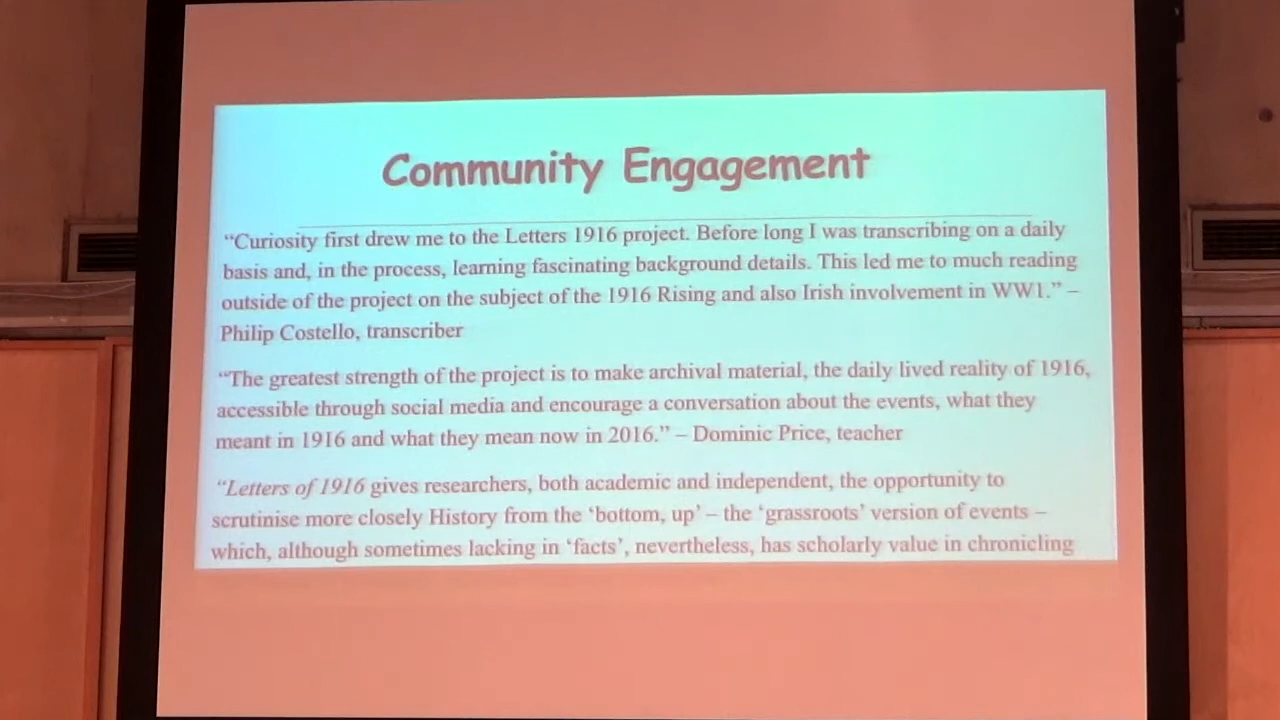 Community Engagement
“Curiosity first drew me to the Letters 1916 project. Before long I was transcribing on a daily
basis and, in the process, learning fascinating background details. This led me to much reading
outside of the project on the subject of the 1916 Rising and also Irish involvement in WW1.” –
Philip Costello, transcriber
“The greatest strength of the project is to make archival material, the daily lived reality of 1916,
accessible through social media and encourage a conversation about the events, what they
meant in 1916 and what they mean now in 2016.” – Dominic Price, teacher
“Letters of 1916 gives researchers, both academic and independent, the opportunity to
scrutinise more closely History from the ‘bottom, up’ – the ‘grassroots’ version of events –
which, although sometimes lacking in ‘facts’, nevertheless, has scholarly value in chronicling